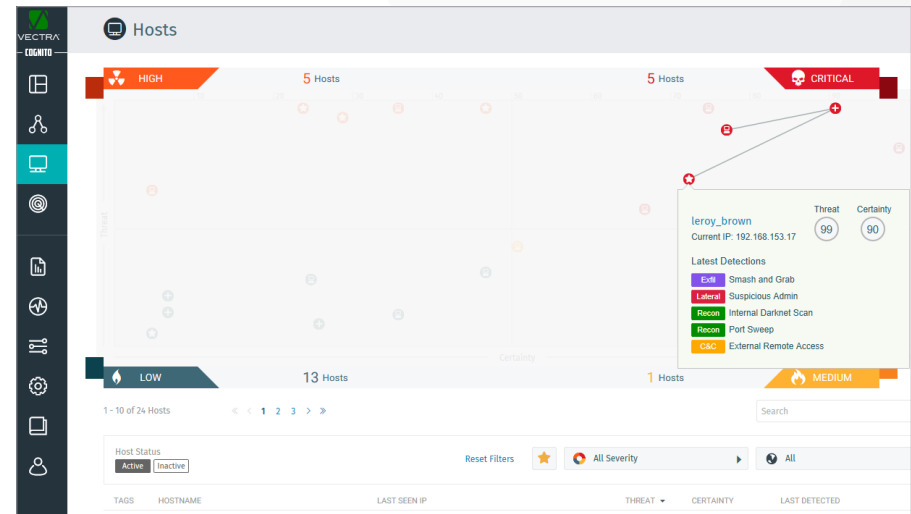 VECTRA
COGNITO
Hosts
HIGH
5 Hosts
5 Hosts
CRITICAL
Threat
leroy_brown
Current IP: 192.168.153.17
Threat
99
Certainty
90
Latest Detections
Exfil Smash and Grab
Lateral Suspicious Admin
Recon Internal Darknet Scan
Recon Port Sweep
C&C External Remote Access
Certainty
LOW
13 Hosts
1 Hosts
MEDIUM
1 - 10 of 24 Hosts
« < 1 2 3 > »
Search
Host Status
Active Inactive
Reset Filters
All Severity
All
TAGS HOSTNAME LAST SEEN IP THREAT CERTAINTY LAST DETECTED